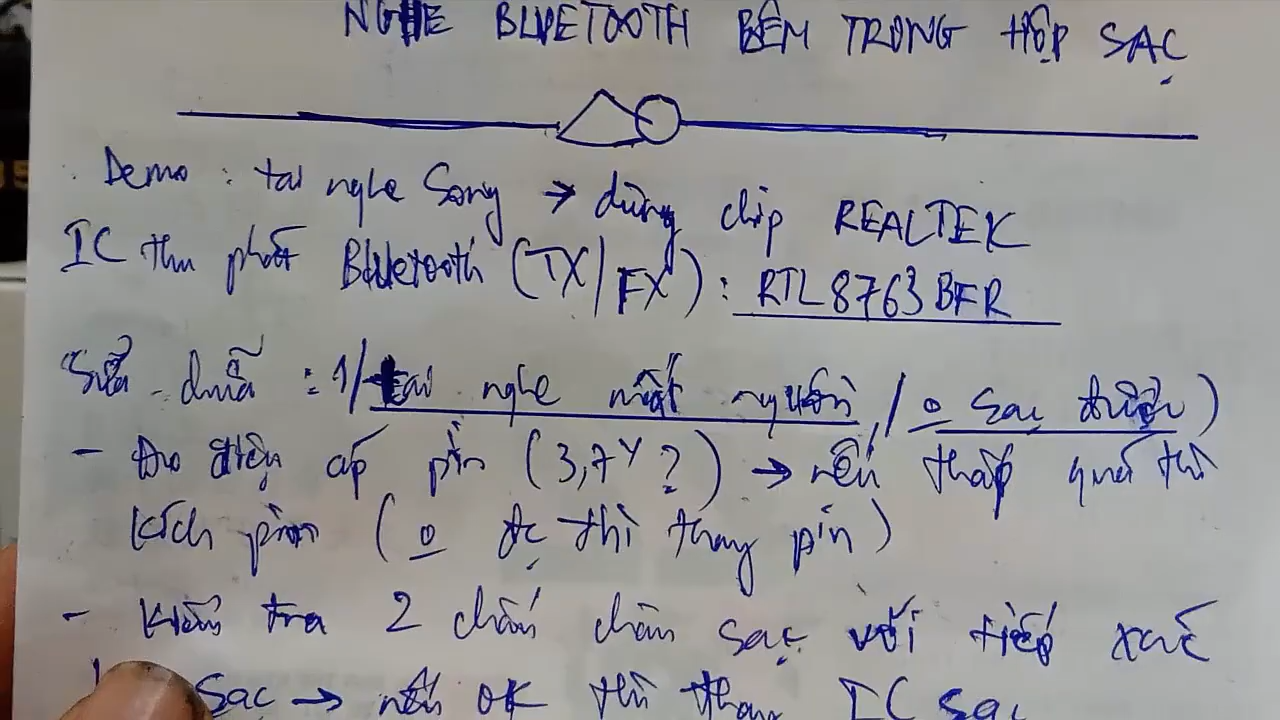 NGHE BLUETOOTH BÊM TRONG HỘP SẠC
Demo : tai nghe Sony → dùng chip REALTEK
IC thu phát Bluetooth (TX/FX) : RTL8763BFR
Sửa chữa : 1/ tai nghe mất nguồn / o sạc được)
- Đo điện áp pin (3,7V ?) → nếu thấp quá thì
kích pin (o đc thì thay pin)
- Kiểm tra 2 chấu chân sạc với tiếp xúc
sạc → nếu OK thì thay IC sạc